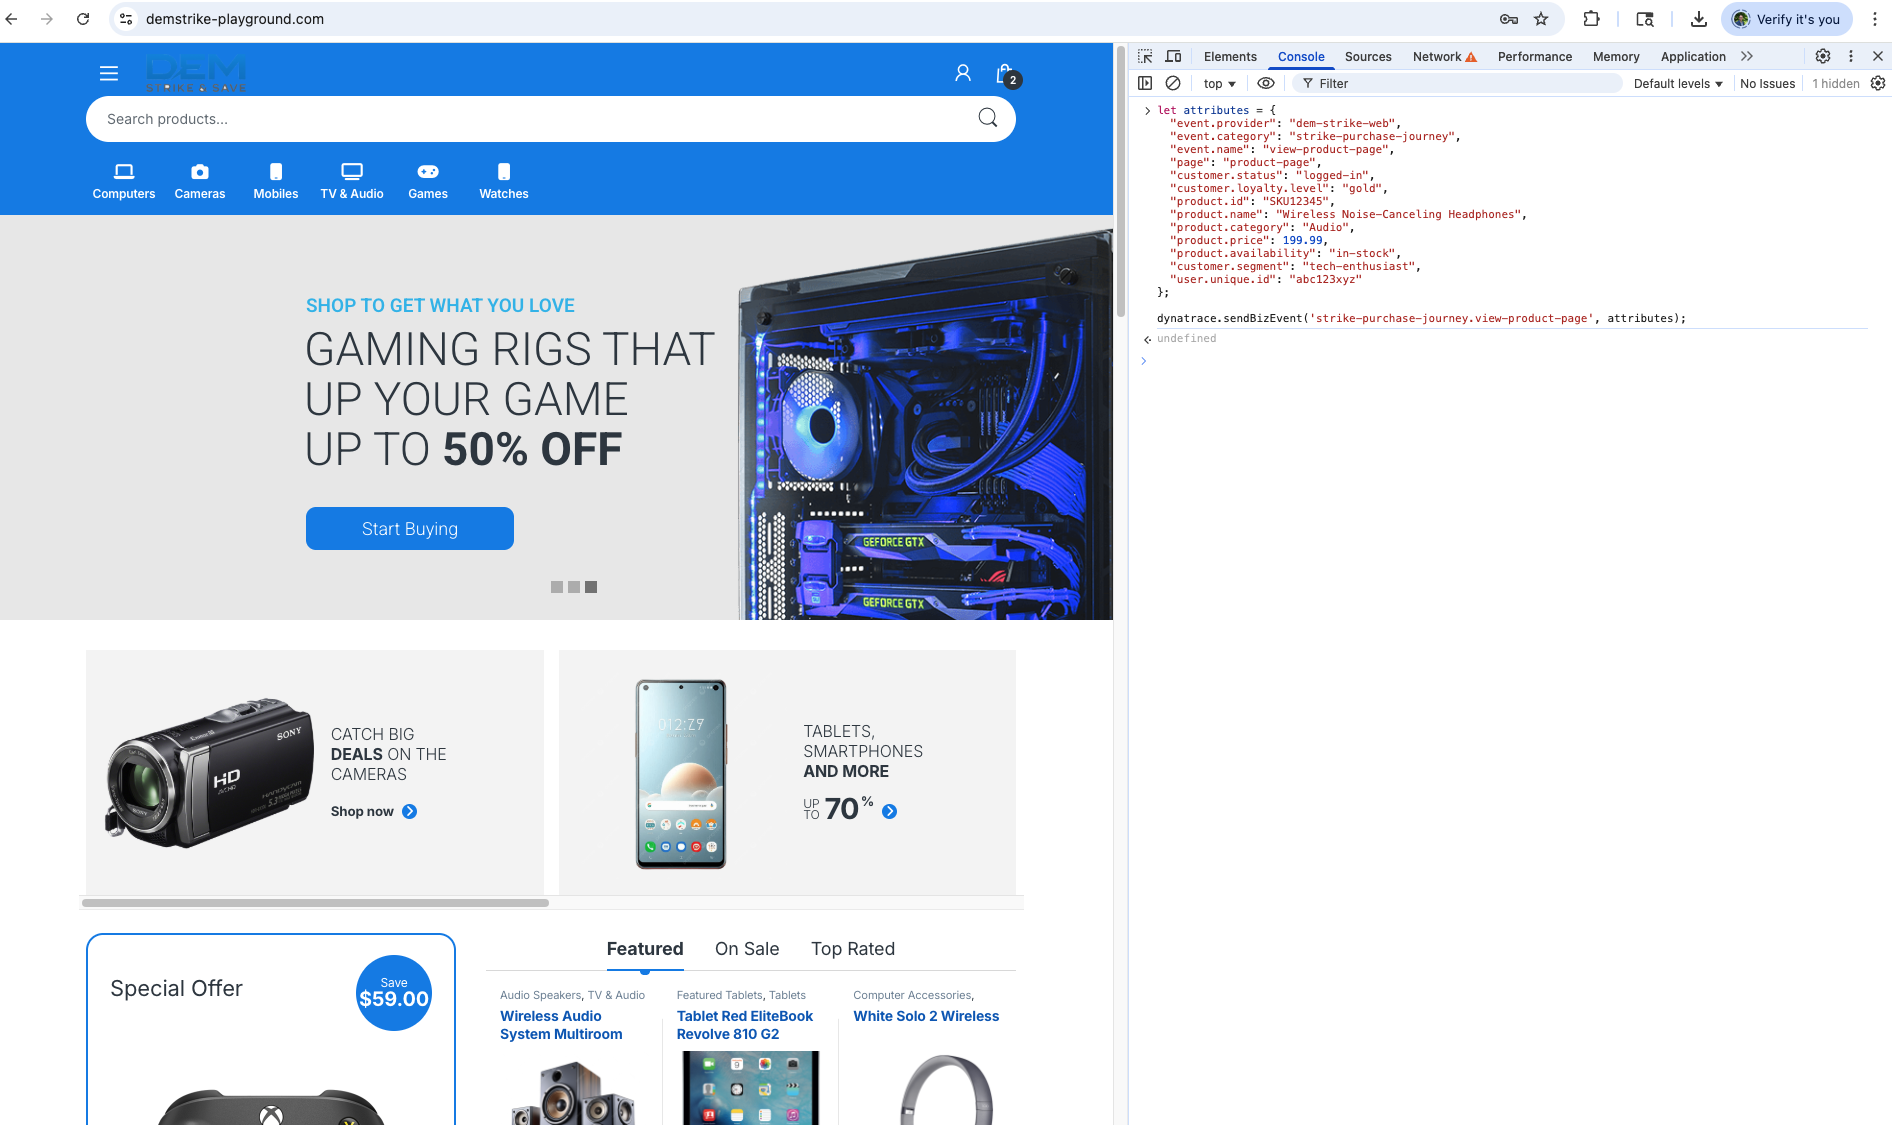 demstrike-playground.com
Verify it's you
DEM
STRIKE & SAVE
2
Search products...
Computers
Cameras
Mobiles
TV & Audio
Games
Watches
SHOP TO GET WHAT YOU LOVE
GAMING RIGS THAT
UP YOUR GAME
UP TO 50% OFF
Start Buying
GEFORCE GTX
GEFORCE GTX
SONY
HD
CATCH BIG
DEALS ON THE
CAMERAS
Shop now
TABLETS,
SMARTPHONES
AND MORE
UP TO 70%
Special Offer
Save
$59.00
Featured
On Sale
Top Rated
Audio Speakers, TV & Audio
Wireless Audio
System Multiroom
Featured Tablets, Tablets
Tablet Red EliteBook
Revolve 810 G2
Computer Accessories,
White Solo 2 Wireless
Elements
Console
Sources
Network
Performance
Memory
Application
top
Filter
Default levels
No Issues
1 hidden
let attributes = {
"event.provider": "dem-strike-web",
"event.category": "strike-purchase-journey",
"event.name": "view-product-page",
"page": "product-page",
"customer.status": "logged-in",
"customer.loyalty.level": "gold",
"product.id": "SKU12345",
"product.name": "Wireless Noise-Canceling Headphones",
"product.category": "Audio",
"product.price": 199.99,
"product.availability": "in-stock",
"customer.segment": "tech-enthusiast",
"user.unique.id": "abc123xyz"
};
dynatrace.sendBizEvent('strike-purchase-journey.view-product-page', attributes);
undefined